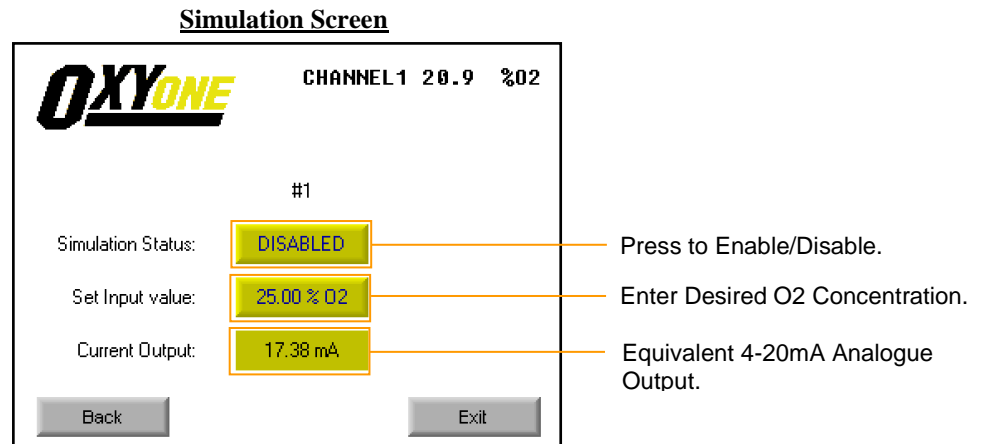 Simulation Screen
OXYONE
CHANNEL1 20.9 %O2
#1
Simulation Status: DISABLED
Press to Enable/Disable.
Set Input value: 25.00 % O2
Enter Desired O2 Concentration.
Current Output: 17.38 mA
Equivalent 4-20mA Analogue
Output.
Back
Exit